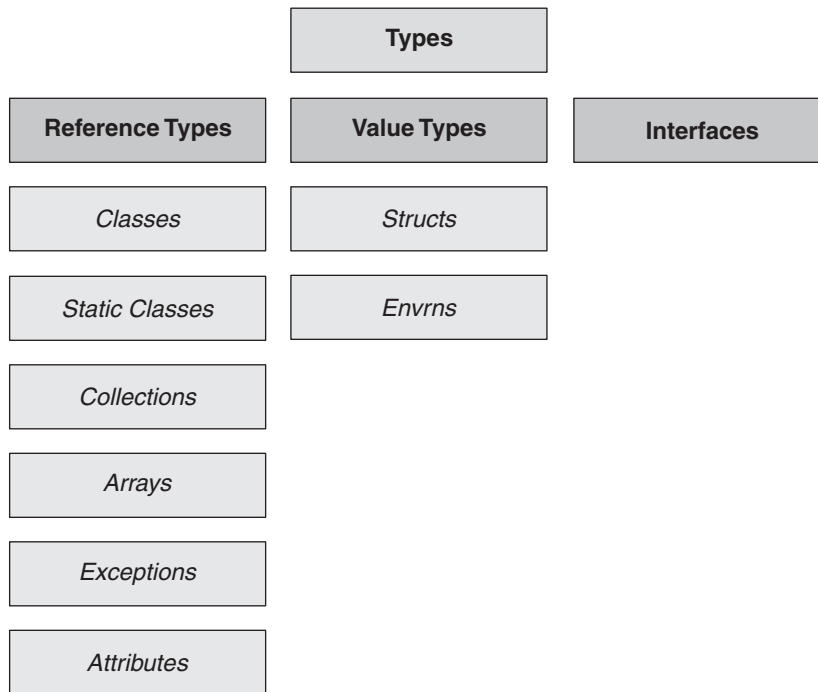 Types
Reference Types
Value Types
Interfaces
Classes
Structs
Static Classes
Envrns
Collections
Arrays
Exceptions
Attributes